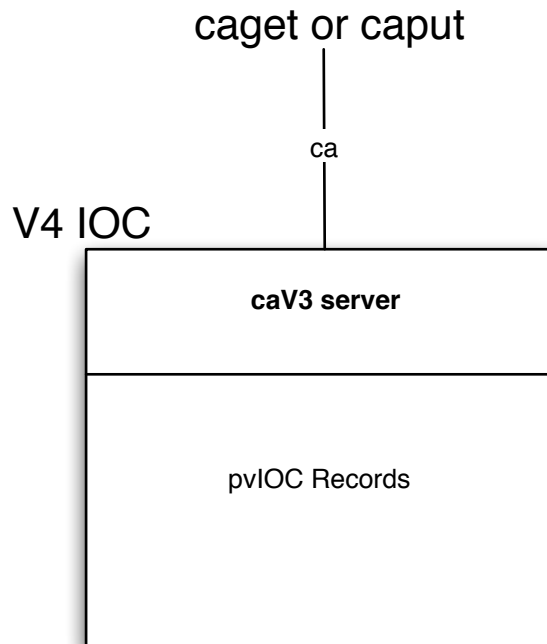 caget or caput
ca
V4 IOC
caV3 server
pvIOC Records